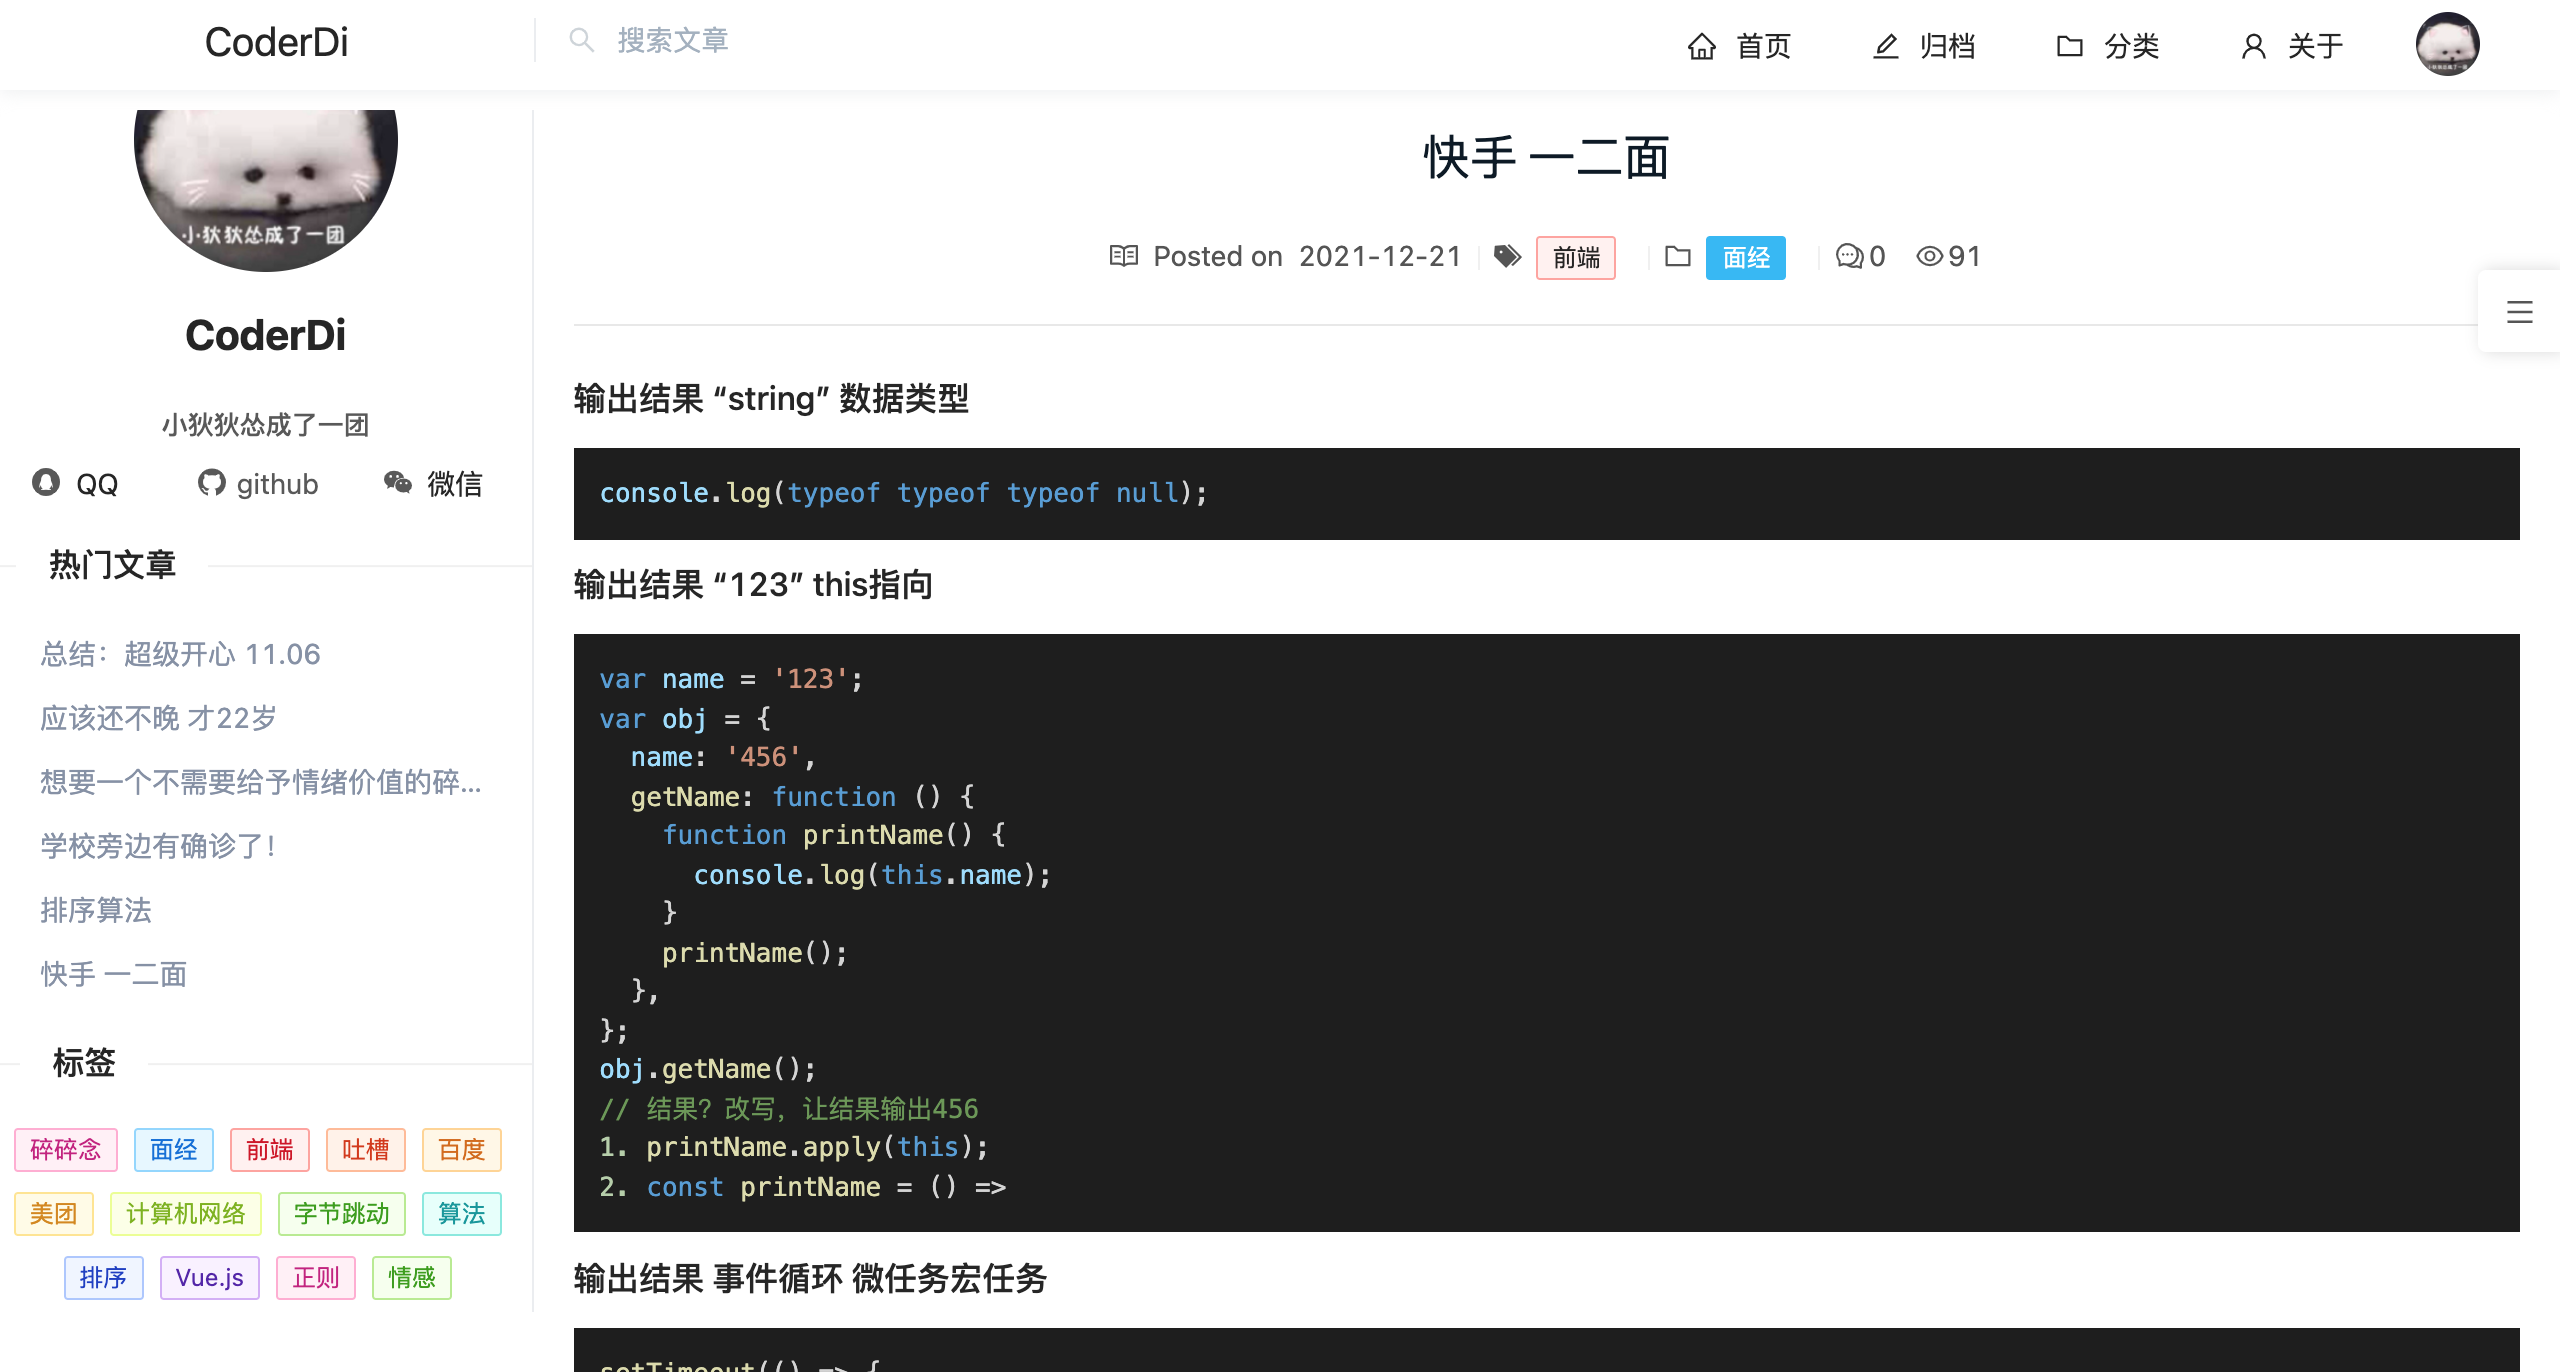 CoderDi
搜索文章
首页
归档
分类
关于
小狄狄怂成了一团
CoderDi
小狄狄怂成了一团
QQ
github
微信
热门文章
总结：超级开心 11.06
应该还不晚 才22岁
想要一个不需要给予情绪价值的碎...
学校旁边有确诊了！
排序算法
快手 一二面
标签
碎碎念 面经 前端 吐槽 百度
美团 计算机网络 字节跳动 算法
排序 Vue.js 正则 情感
快手 一二面
Posted on 2021-12-21 前端 面经 0 91
输出结果 “string” 数据类型
console.log(typeof typeof typeof null);
输出结果 “123” this指向
var name = '123';
var obj = {
  name: '456',
  getName: function () {
    function printName() {
      console.log(this.name);
    }
    printName();
  },
};
obj.getName();
// 结果？改写，让结果输出456
1. printName.apply(this);
2. const printName = () =>
输出结果 事件循环 微任务宏任务
setTimeout(() => {